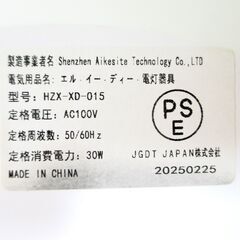 製造事業者名 Shenzhen Aikesite Technology Co.,LTD
電気用品名：エル・イー・ディー・電灯器具
型号：HZX-XD-015
定格電圧：AC100V
定格周波数：50/60Hz
定格消費電力：30W
MADE IN CHINA
PS
E
JGDT JAPAN株式会社
20250225